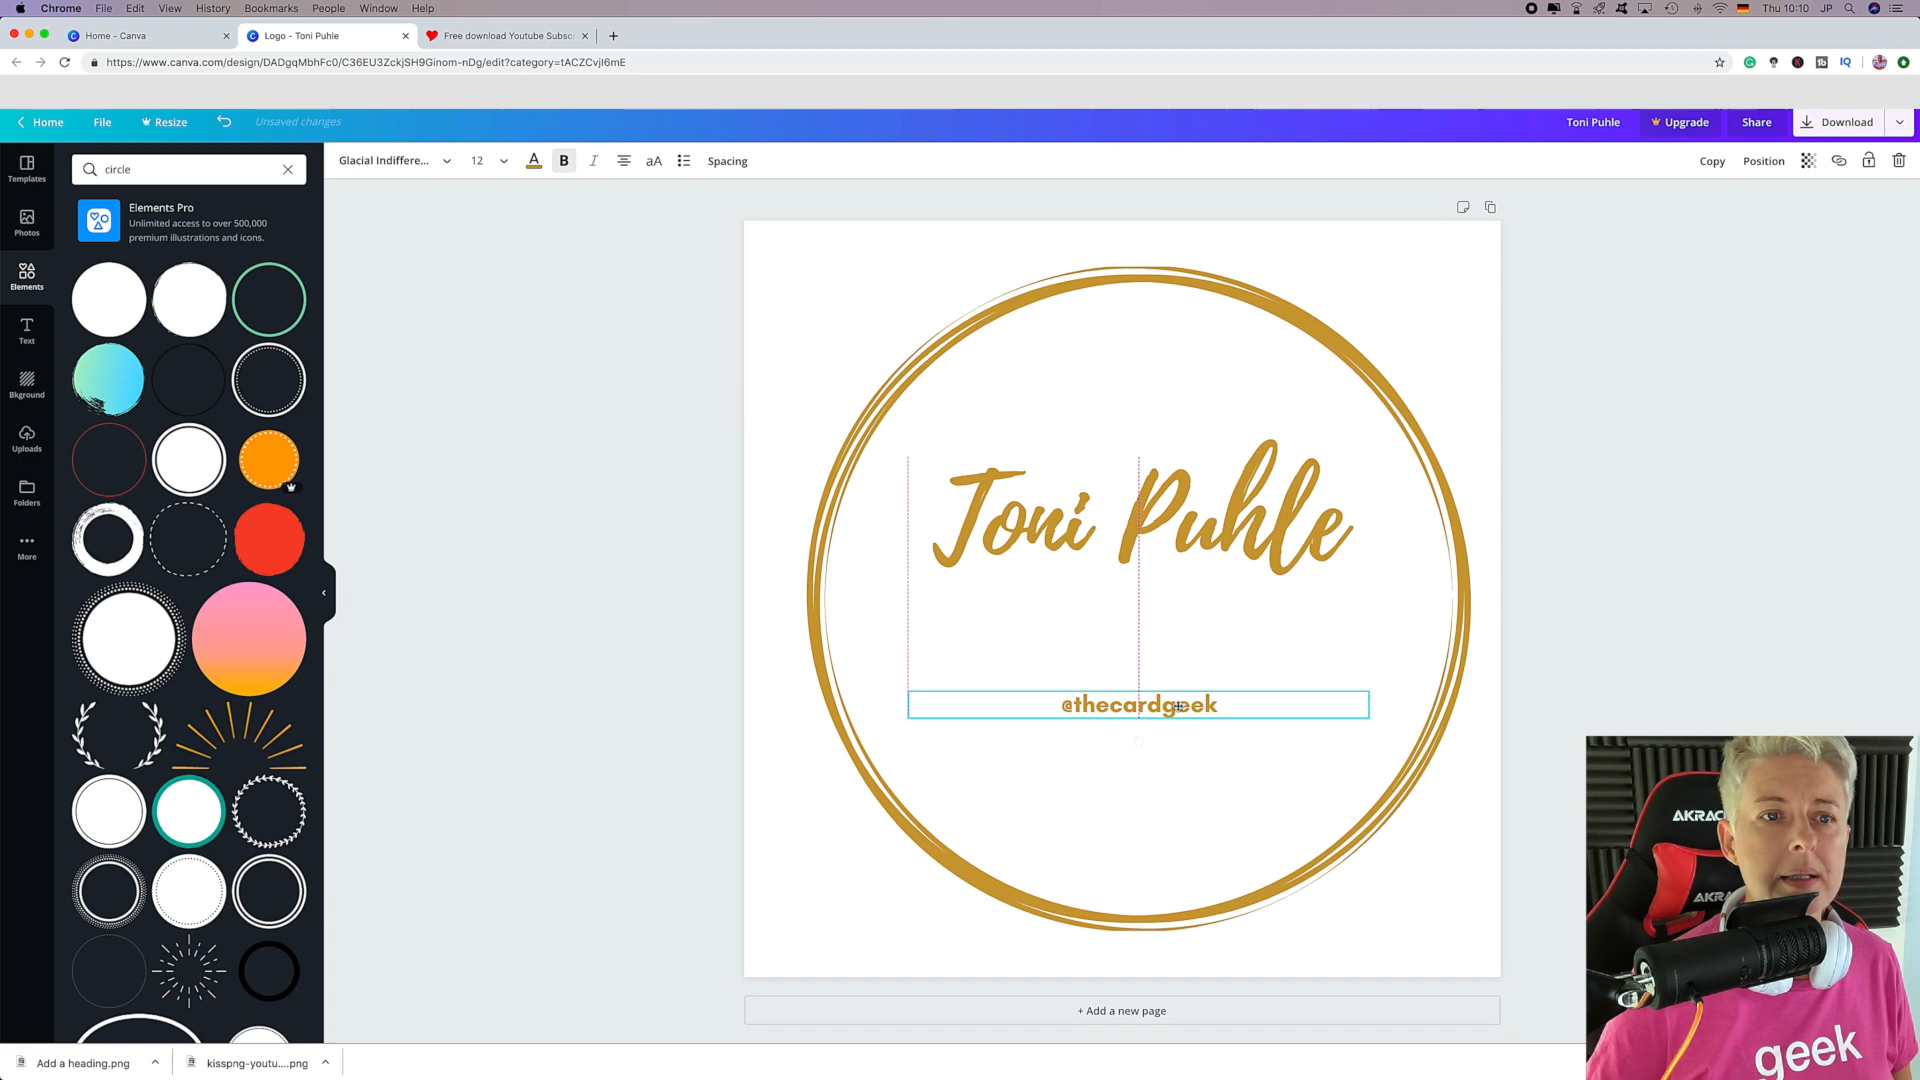 Chrome File Edit View History Bookmarks People Window Help Thu 10:10 JP
Home - Canva Logo - Toni Puhle Free download Youtube Subsc
https://www.canva.com/design/DADgqMbhFc0/C36EU3ZckjSH9Ginom-nDg/edit?category=tACZCvjI6mE
Home File Resize Unsaved changes Toni Puhle Upgrade Share Download
Glacial Indiffere... 12 A B I aA Spacing Copy Position
Templates
Photos
Elements
Text
Bkground
Uploads
Folders
More
circle
Elements Pro
Unlimited access to over 500,000
premium illustrations and icons.
Toni Puhle
@thecardgeek
+ Add a new page
Add a heading.png kisspng-youtu....png
AKRAC
AKRA
geek